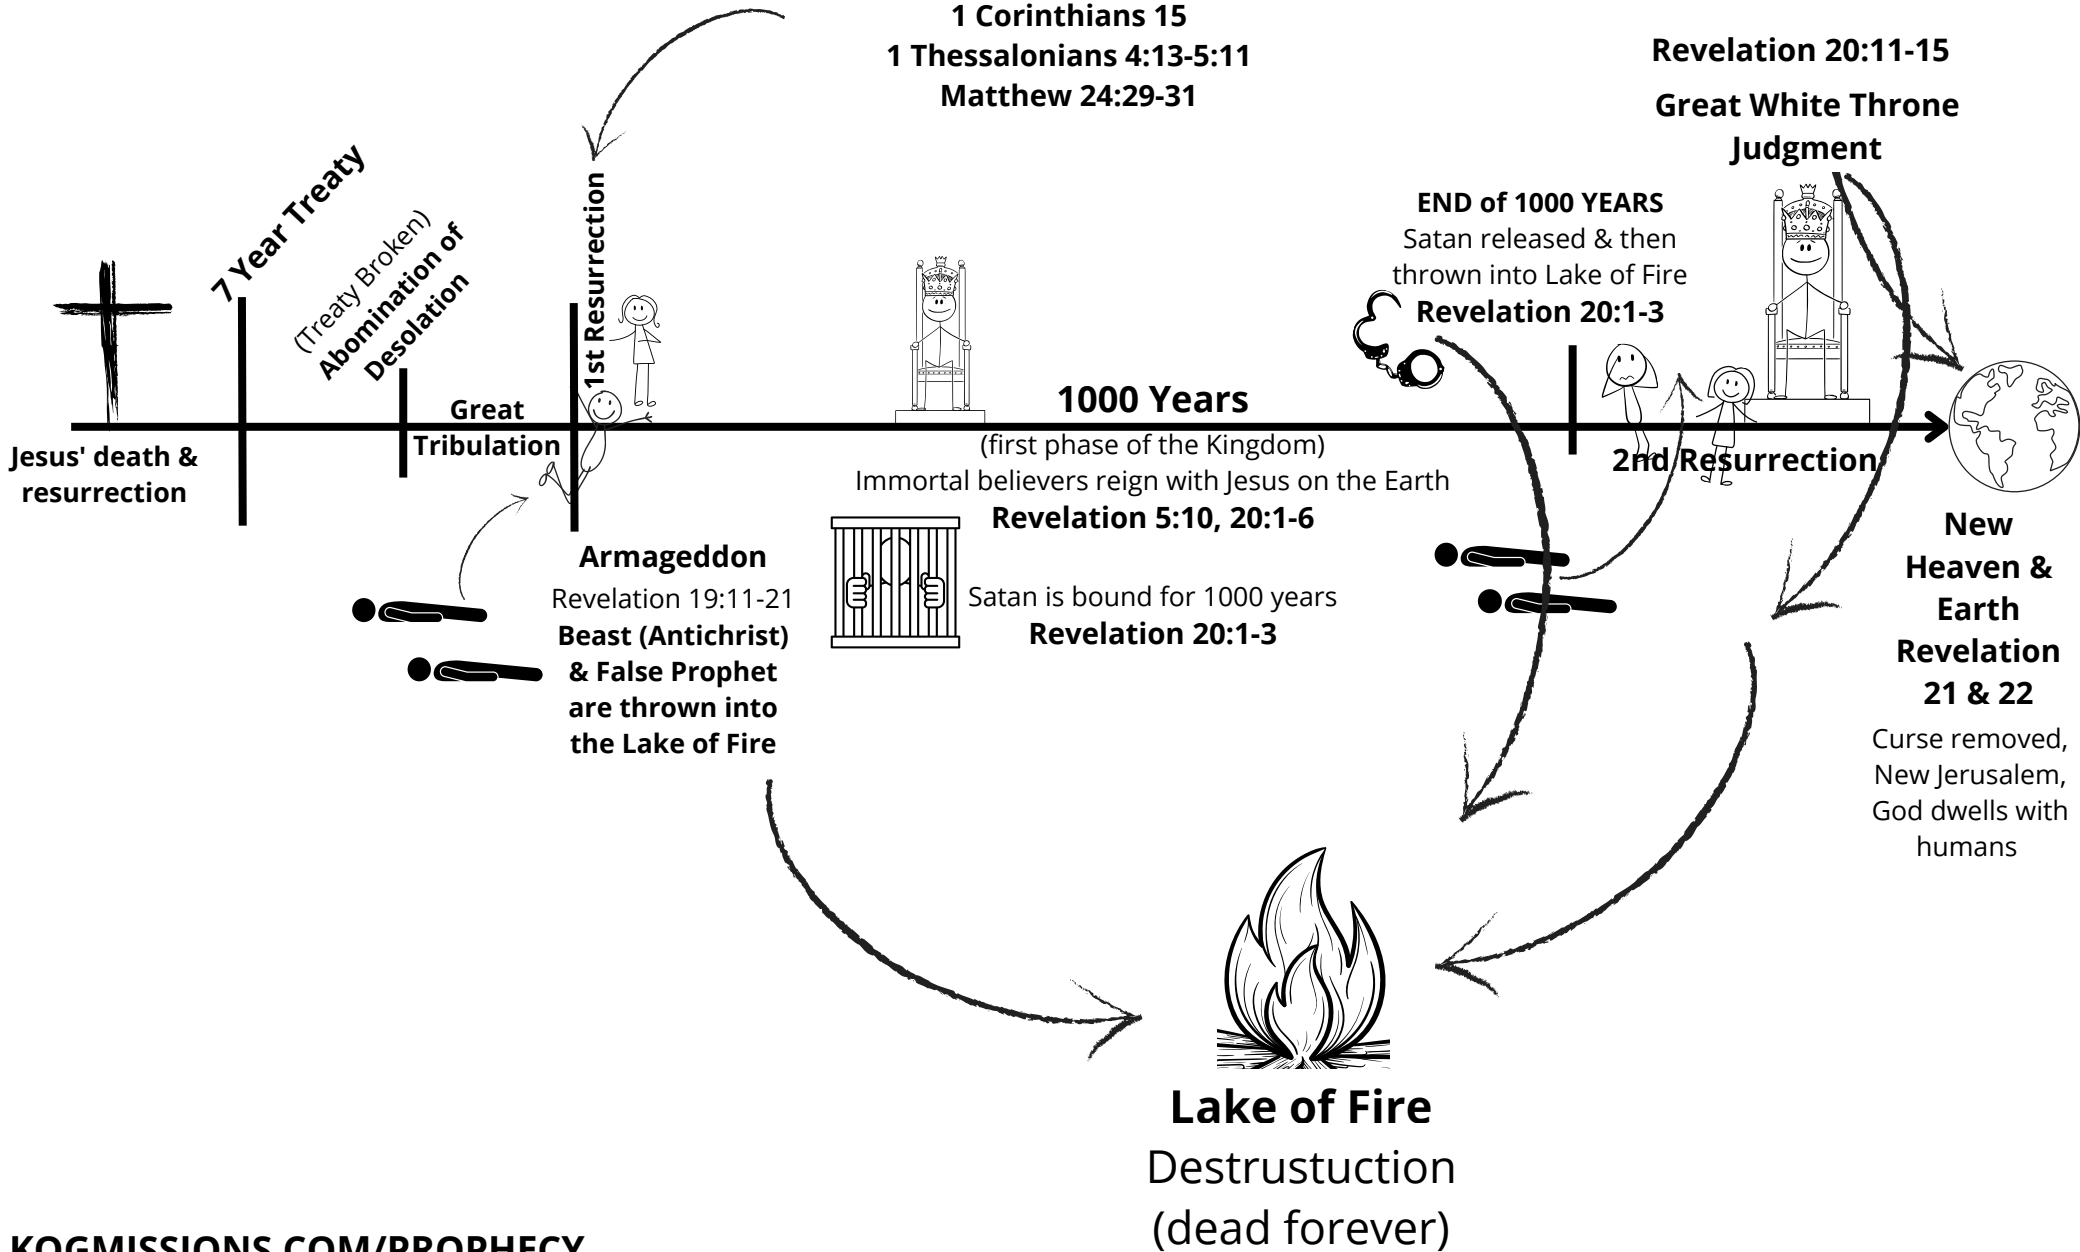 1 Corinthians 15
1 Thessalonians 4:13-5:11
Matthew 24:29-31
Revelation 20:11-15
Great White Throne
Judgment
7 Year Treaty
(Treaty Broken)
Abomination of
Desolation
1st Resurrection
END of 1000 YEARS
Satan released & then
thrown into Lake of Fire
Revelation 20:1-3
Great
Tribulation
1000 Years
(first phase of the Kingdom)
Immortal believers reign with Jesus on the Earth
Revelation 5:10, 20:1-6
Jesus' death &
resurrection
2nd Resurrection
Armageddon
Revelation 19:11-21
Beast (Antichrist)
& False Prophet
are thrown into
the Lake of Fire
Satan is bound for 1000 years
Revelation 20:1-3
New
Heaven &
Earth
Revelation
21 & 22
Curse removed,
New Jerusalem,
God dwells with
humans
Lake of Fire
Destrustuction
(dead forever)
KOGMISSIONS.COM/PROPHECY